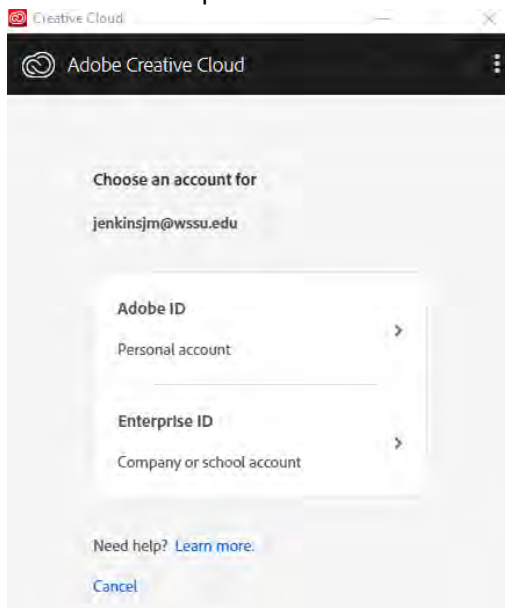 Creative Cloud
Adobe Creative Cloud
Choose an account for
jenkinsjm@wssu.edu
Adobe ID
Personal account
Enterprise ID
Company or school account
Need help? Learn more.
Cancel